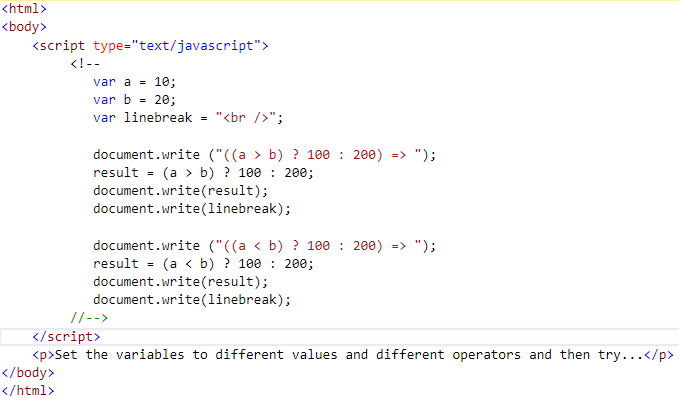 <html>
<body>
<script type="text/javascript">
<!--
var a = 10;
var b = 20;
var linebreak = "<br />";
document.write ("((a > b) ? 100 : 200) => ");
result = (a > b) ? 100 : 200;
document.write(result);
document.write(linebreak);
document.write ("((a < b) ? 100 : 200) => ");
result = (a < b) ? 100 : 200;
document.write(result);
document.write(linebreak);
//-->
</script>
<p>Set the variables to different values and different operators and then try...</p>
</body>
</html>